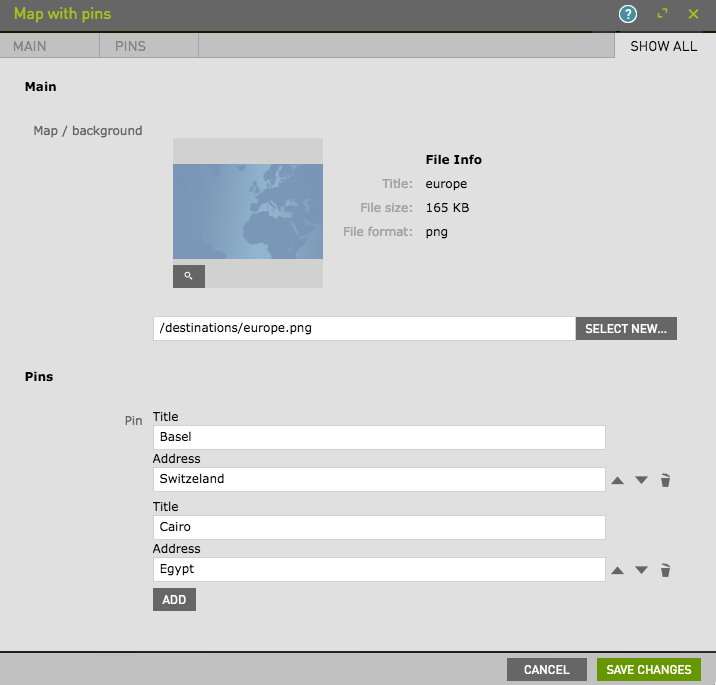 Map with pins
?
MAIN PINS SHOW ALL
Main
Map / background
File Info
Title: europe
File size: 165 KB
File format: png
/destinations/europe.png SELECT NEW...
Pins
Pin
Title
Basel
Address
Switzeland
Title
Cairo
Address
Egypt
ADD
CANCEL SAVE CHANGES